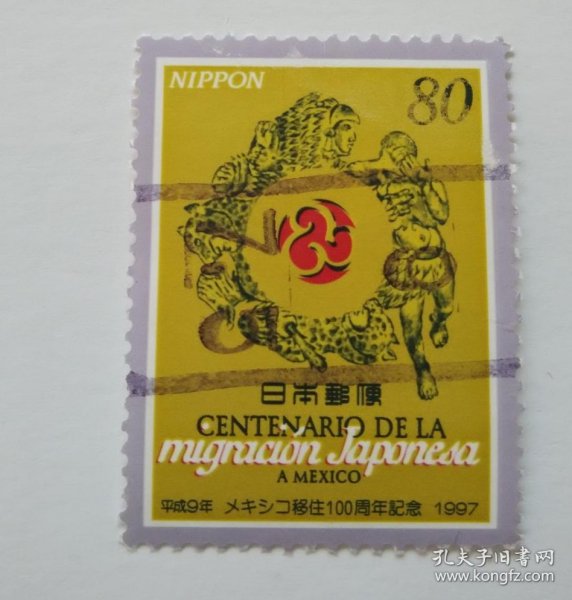 NIPPON
80
日本郵便
CENTENARIO DE LA
migración Japonesa
A MEXICO
平成9年 メキシコ移住100周年記念 1997
孔夫子旧书网
www.kongfz.com